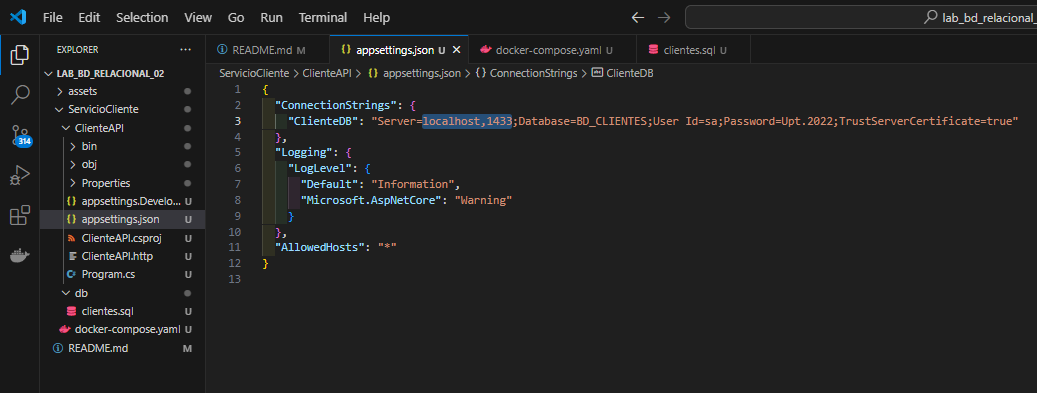 File Edit Selection View Go Run Terminal Help
lab_bd_relacional_
EXPLORER ...
README.md M
appsettings.json U
docker-compose.yaml U
clientes.sql U
LAB_BD_RELACIONAL_02
ServicioCliente > ClienteAPI > appsettings.json > ConnectionStrings > ClienteDB
assets
ServicioCliente
ClienteAPI
bin
obj
Properties
appsettings.Develo... U
appsettings.json U
ClienteAPI.csproj U
ClienteAPI.http U
Program.cs U
db
clientes.sql U
docker-compose.yaml U
README.md M
314
1 {
2 "ConnectionStrings": {
3 "ClienteDB": "Server=localhost,1433;Database=BD_CLIENTES;User Id=sa;Password=Upt.2022;TrustServerCertificate=true"
4 },
5 "Logging": {
6 "LogLevel": {
7 "Default": "Information",
8 "Microsoft.AspNetCore": "Warning"
9 }
10 },
11 "AllowedHosts": "*"
12 }
13